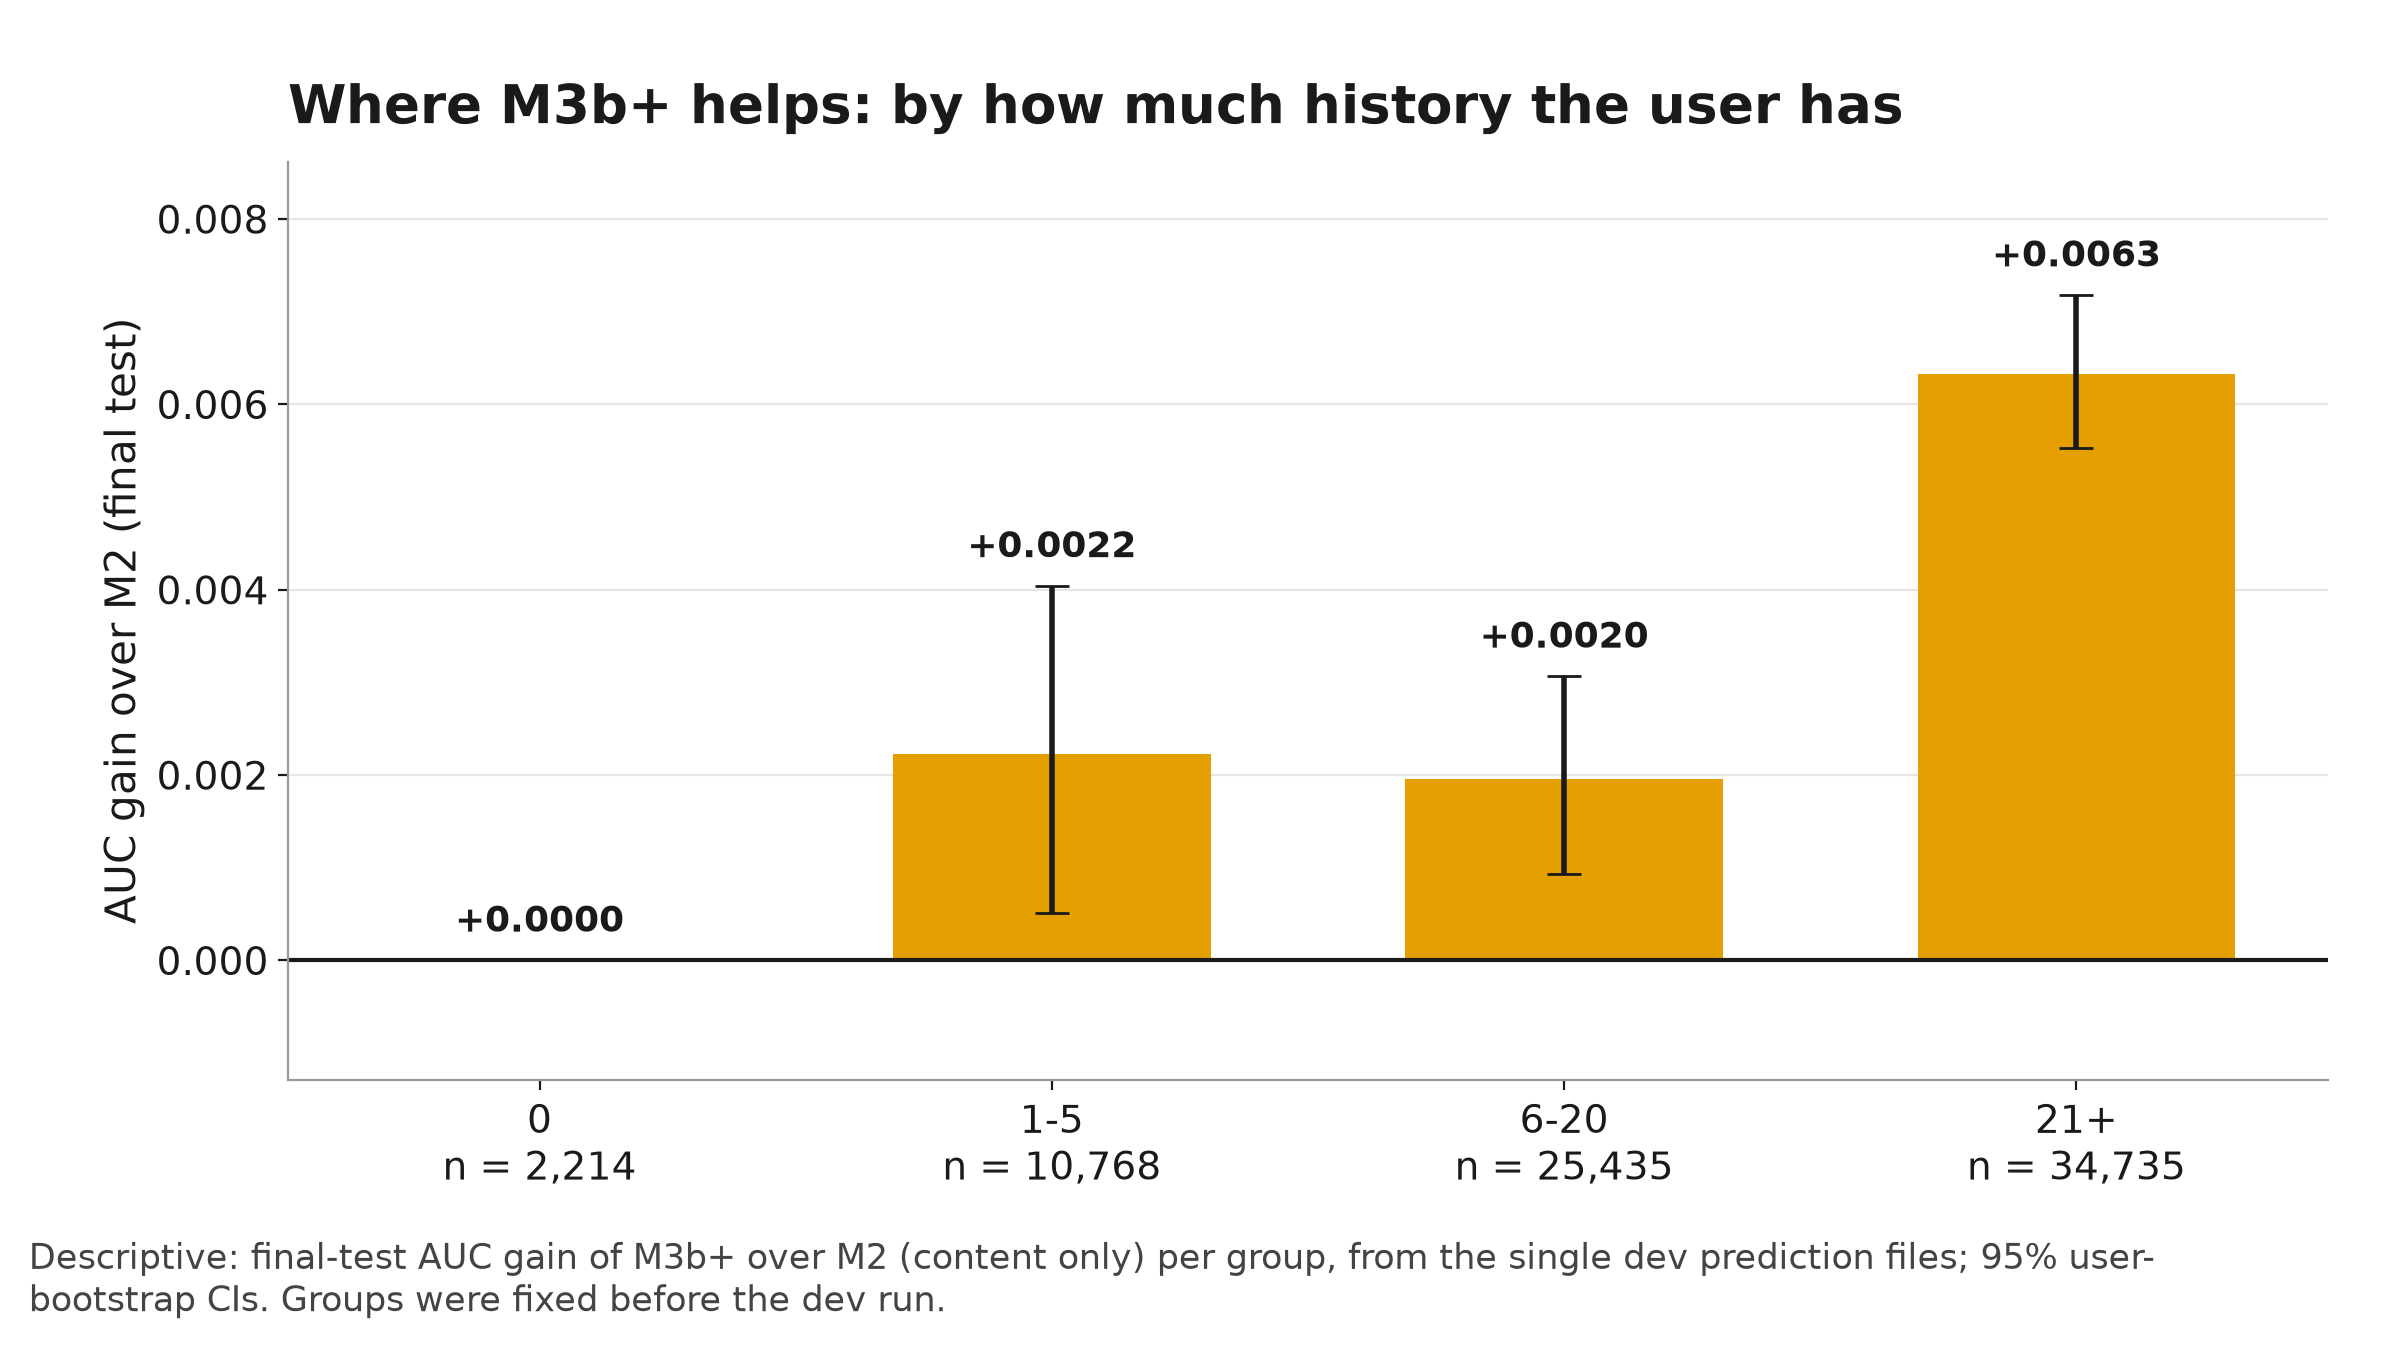 Where M3b+ helps: by how much history the user has
AUC gain over M2 (final test)
0.008
0.006
0.004
0.002
0.000
+0.0000
+0.0022
+0.0020
+0.0063
0
n = 2,214
1-5
n = 10,768
6-20
n = 25,435
21+
n = 34,735
Descriptive: final-test AUC gain of M3b+ over M2 (content only) per group, from the single dev prediction files; 95% user-
bootstrap CIs. Groups were fixed before the dev run.